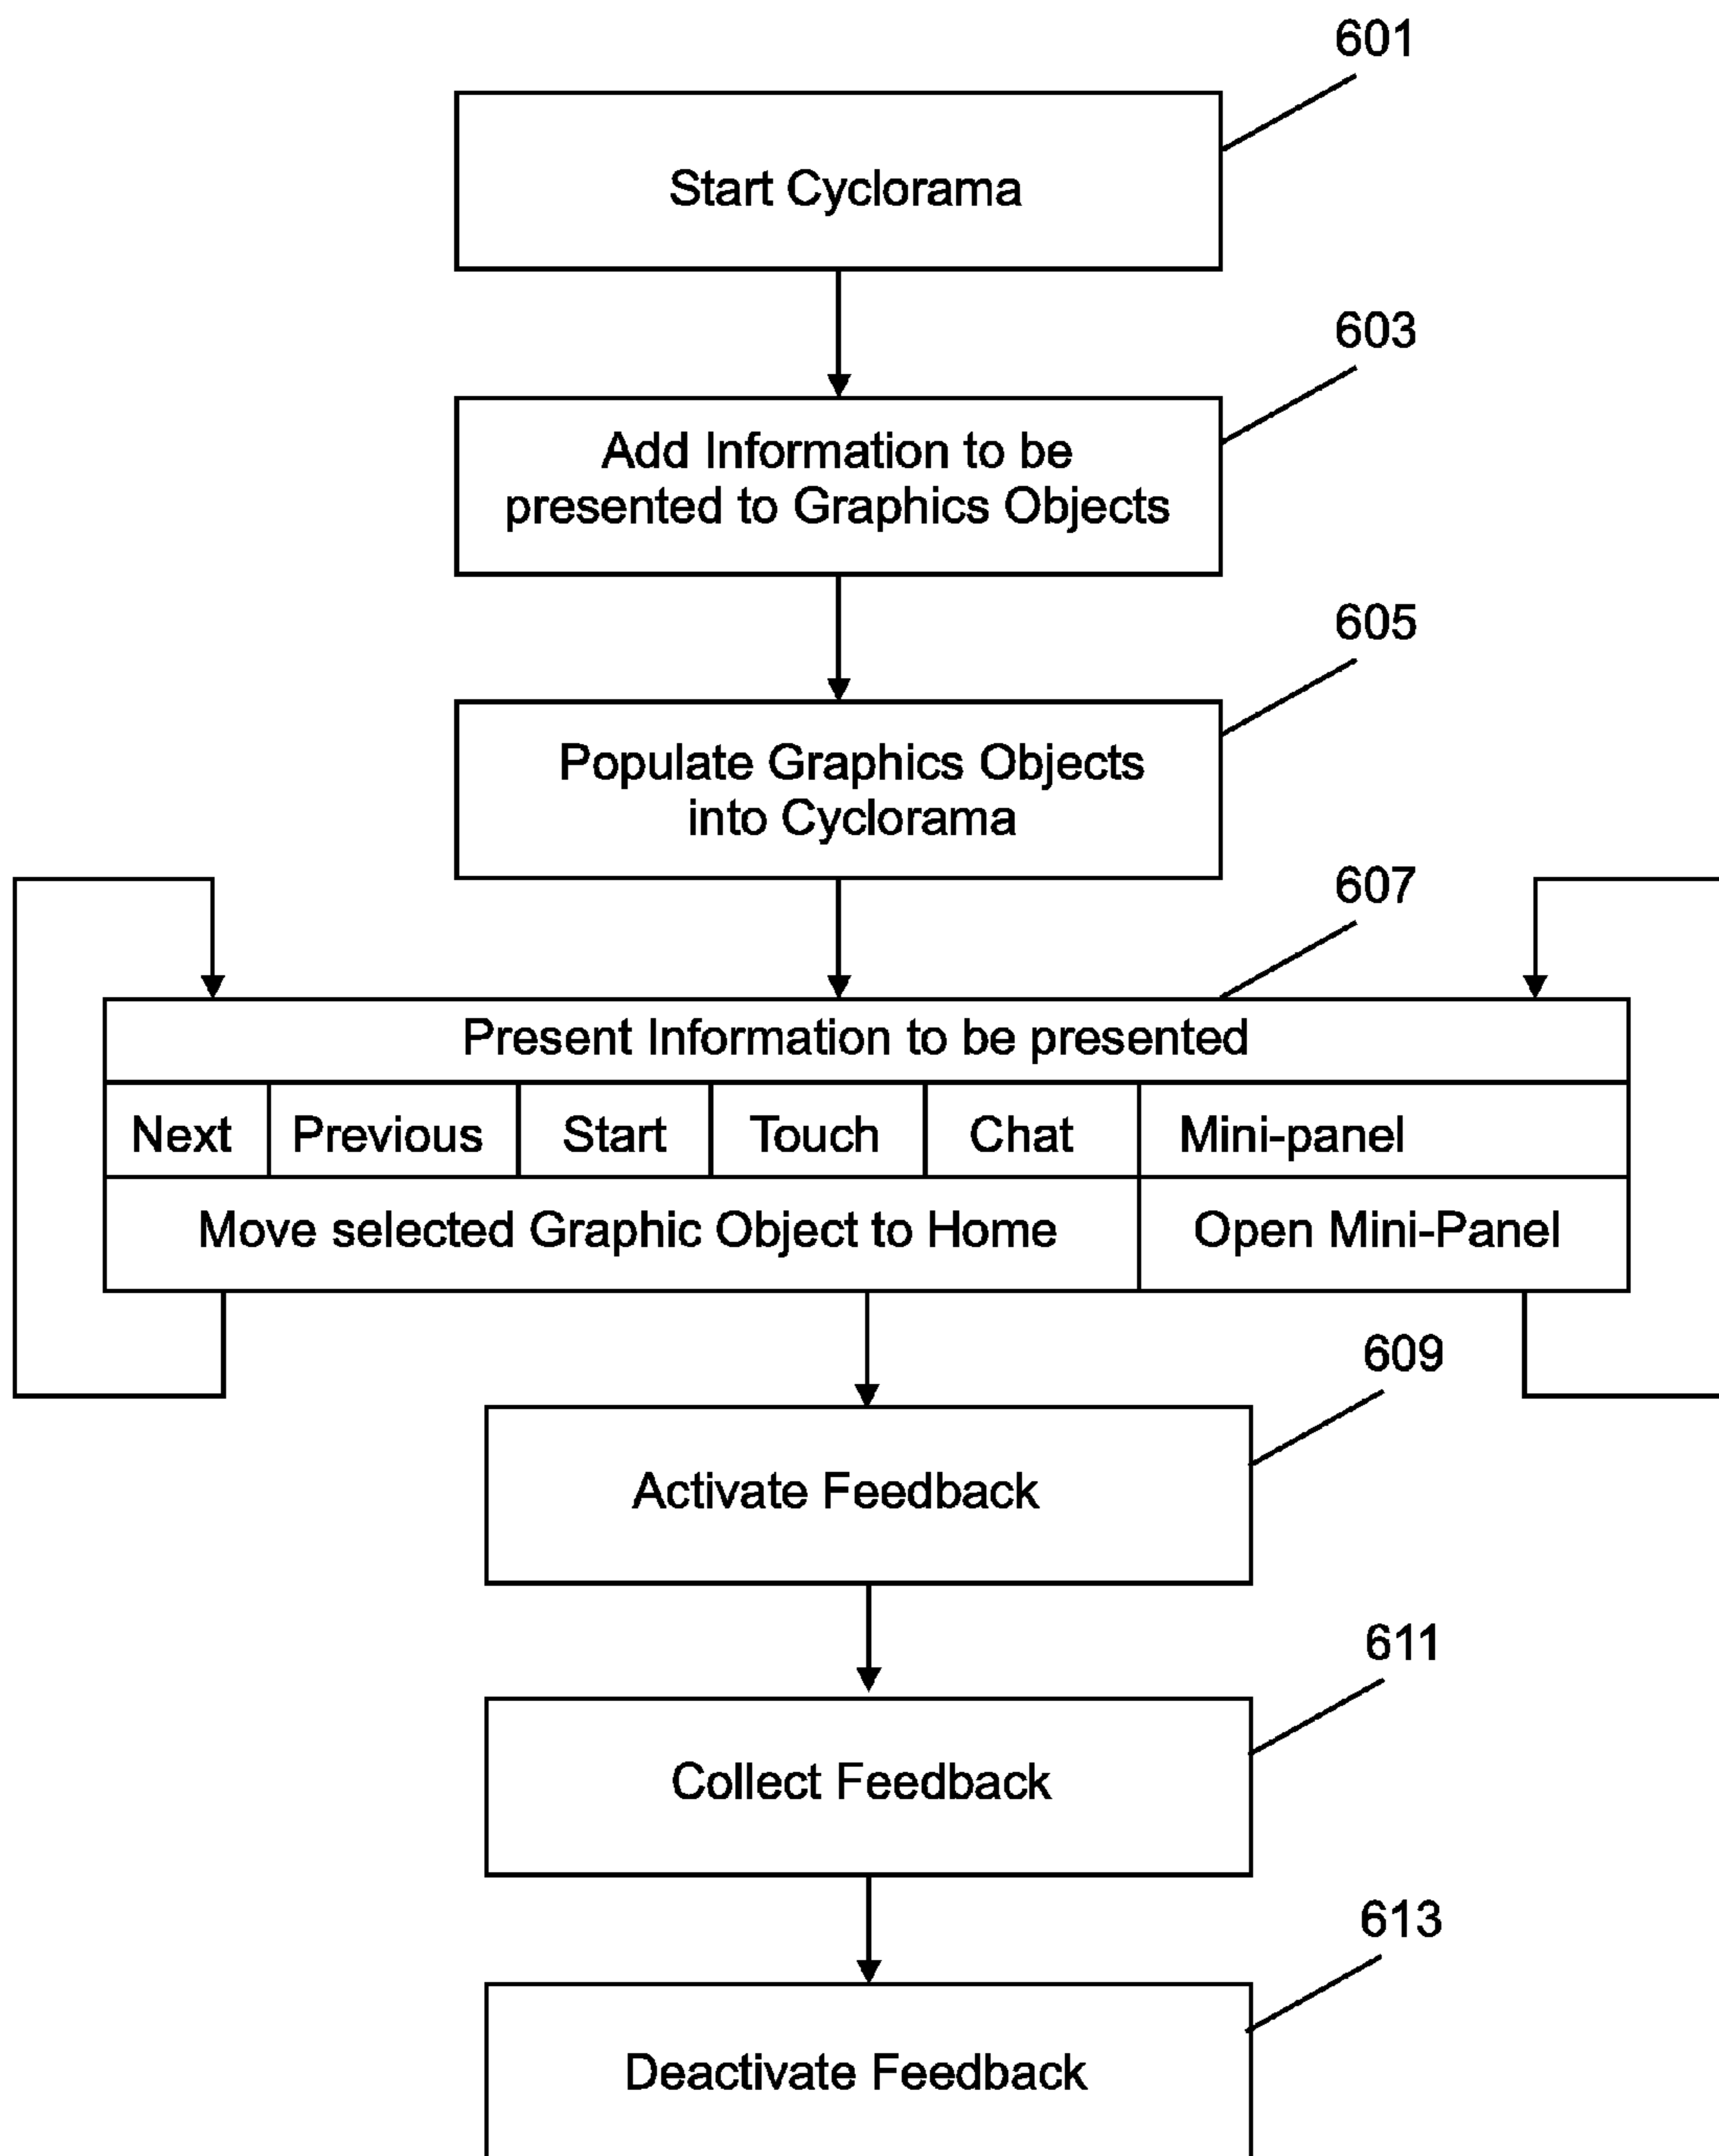 601
Start Cyclorama
603
Add Information to be
presented to Graphics Objects
605
Populate Graphics Objects
into Cyclorama
607
Present Information to be presented
Next Previous Start Touch Chat Mini-panel
Move selected Graphic Object to Home Open Mini-Panel
609
Activate Feedback
611
Collect Feedback
613
Deactivate Feedback